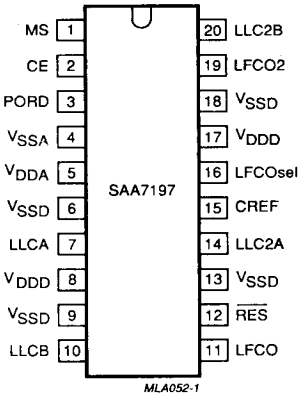 MS 1 20 LLC2B
CE 2 19 LFCO2
PORD 3 18 VSSD
VSSA 4 17 VDDD
VDDA 5 16 LFCOsel
SAA7197
VSSD 6 15 CREF
LLCA 7 14 LLC2A
VDDD 8 13 VSSD
VSSD 9 12 RES
LLCB 10 11 LFCO
MLA052-1